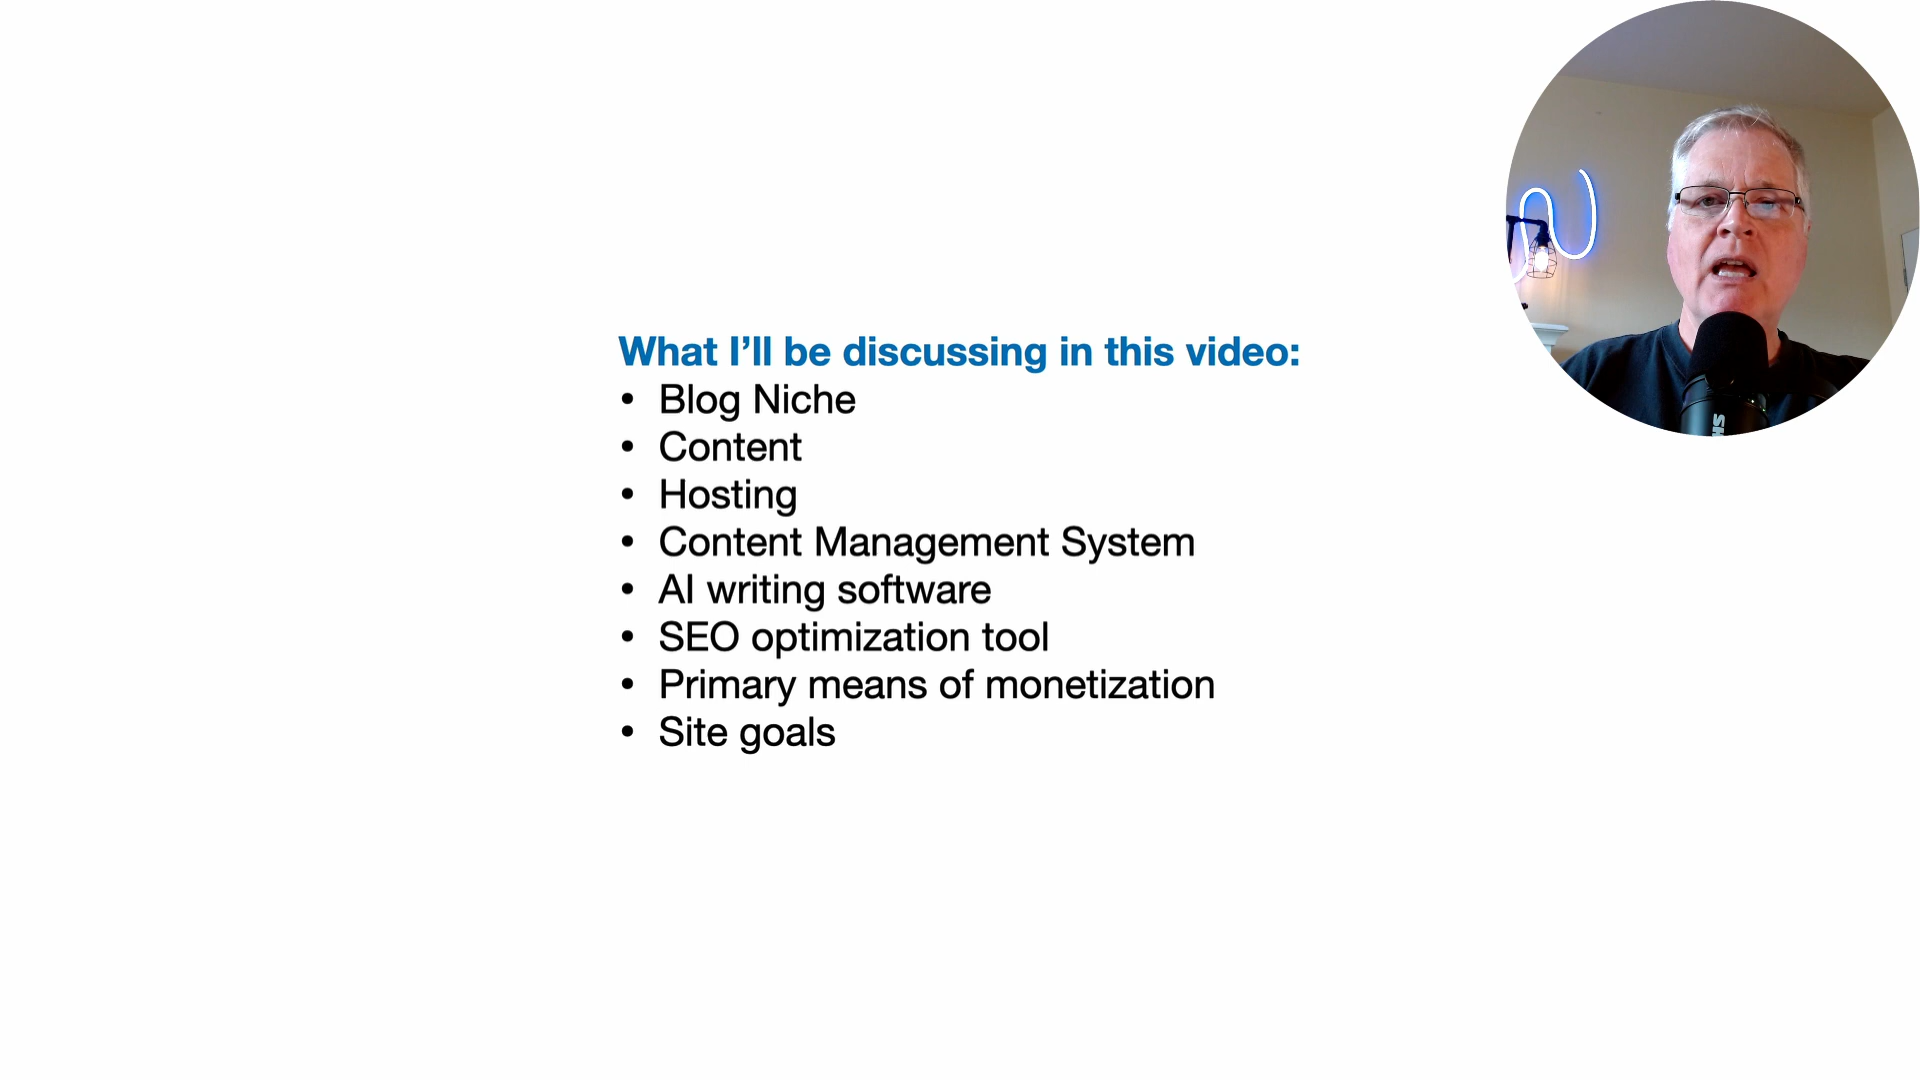 What I’ll be discussing in this video:
• Blog Niche
• Content
• Hosting
• Content Management System
• AI writing software
• SEO optimization tool
• Primary means of monetization
• Site goals